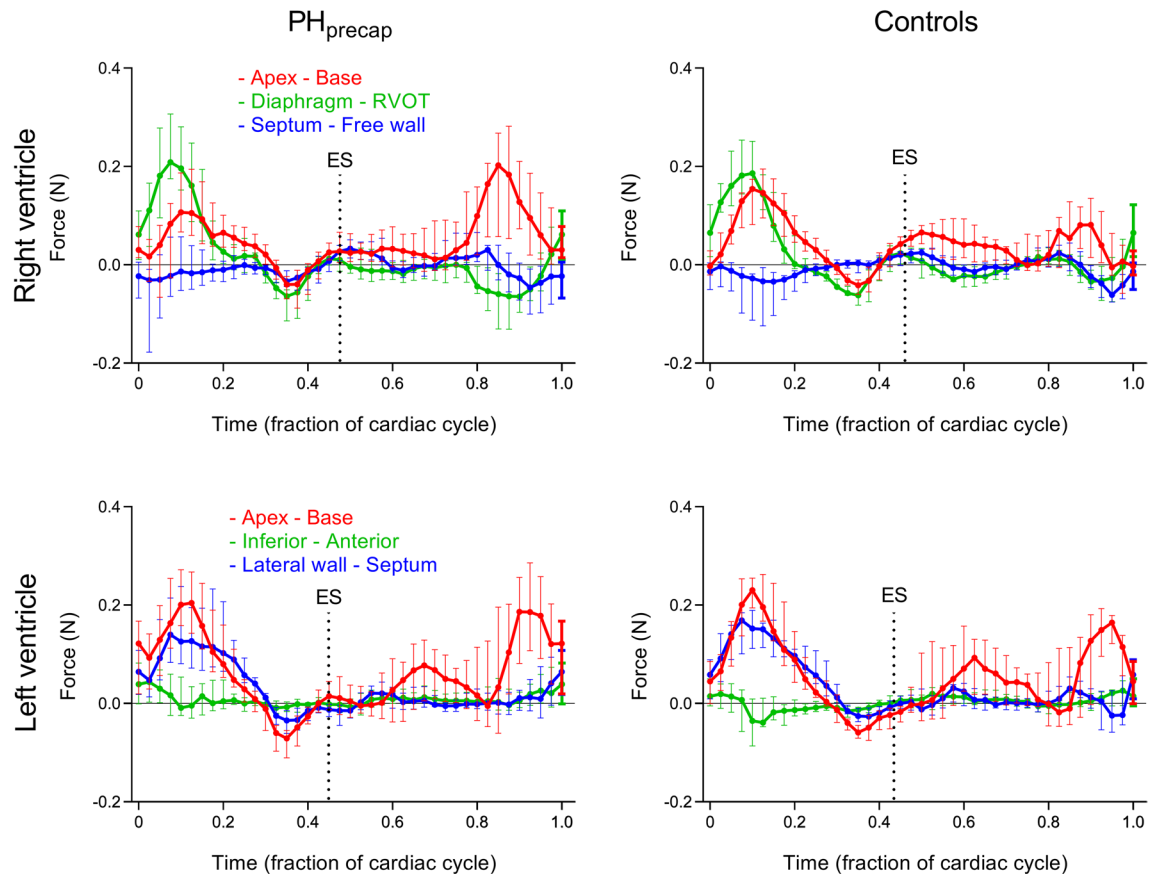 PHprecap
Controls
Right ventricle
Force (N)
0.4
0.2
0.0
-0.2
- Apex - Base
- Diaphragm - RVOT
- Septum - Free wall
ES
0 0.2 0.4 0.6 0.8 1.0
Time (fraction of cardiac cycle)
Force (N)
0.4
0.2
0.0
-0.2
ES
0 0.2 0.4 0.6 0.8 1.0
Time (fraction of cardiac cycle)
Left ventricle
Force (N)
0.4
0.2
0.0
-0.2
- Apex - Base
- Inferior - Anterior
- Lateral wall - Septum
ES
0 0.2 0.4 0.6 0.8 1.0
Time (fraction of cardiac cycle)
Force (N)
0.4
0.2
0.0
-0.2
ES
0 0.2 0.4 0.6 0.8 1.0
Time (fraction of cardiac cycle)